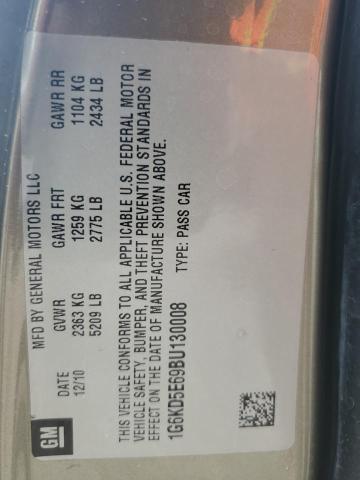 GM
MFD BY GENERAL MOTORS LLC
DATE GVWR GAWR FRT GAWR RR
12/10 2363 KG 1259 KG 1104 KG
5209 LB 2775 LB 2434 LB
THIS VEHICLE CONFORMS TO ALL APPLICABLE U.S. FEDERAL MOTOR
VEHICLE SAFETY, BUMPER, AND THEFT PREVENTION STANDARDS IN
EFFECT ON THE DATE OF MANUFACTURE SHOWN ABOVE.
1G6KD5E69BU130008 TYPE: PASS CAR